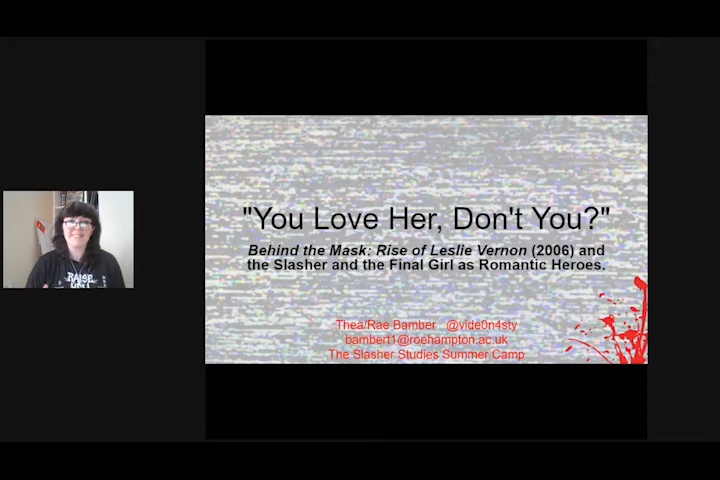 "You Love Her, Don't You?"
Behind the Mask: Rise of Leslie Vernon (2006) and
the Slasher and the Final Girl as Romantic Heroes.
Thea/Rae Bamber @vide0n4sty
bambert1@roehampton.ac.uk
The Slasher Studies Summer Camp
RAISE